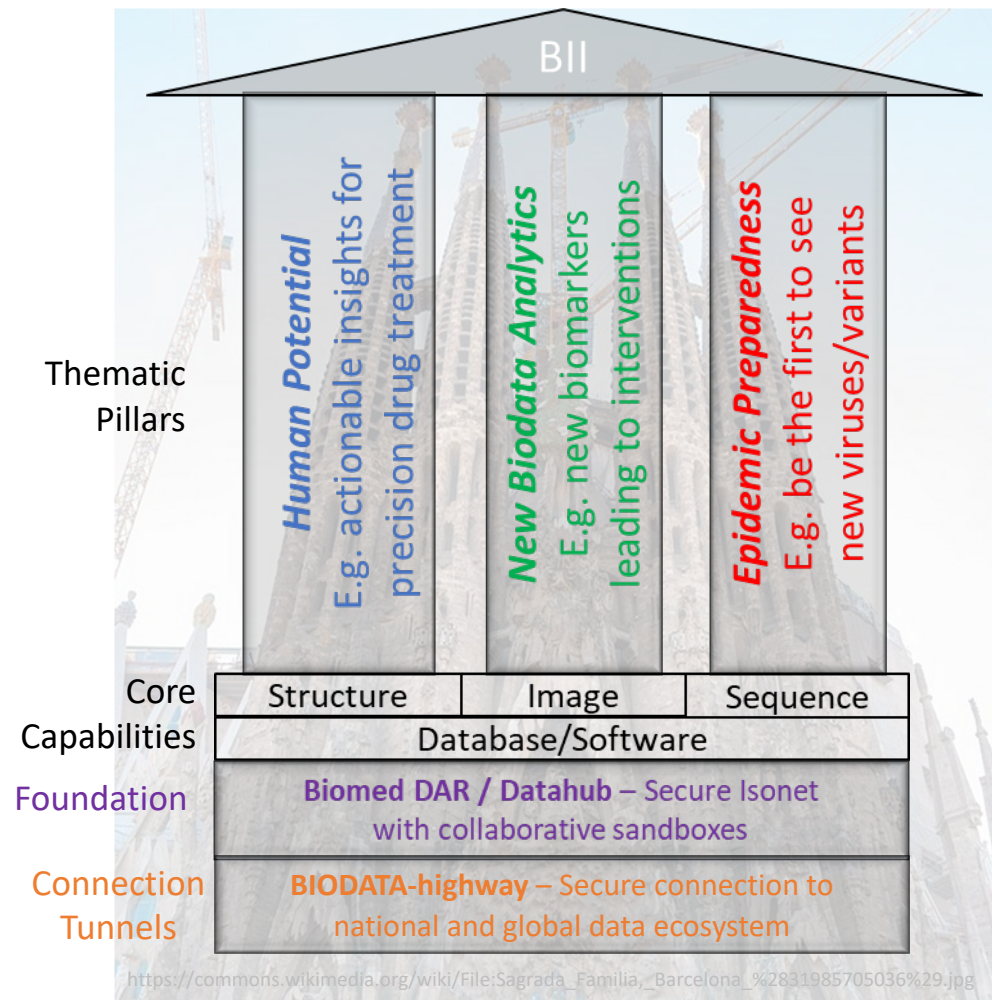 BII
Thematic
Pillars
Human Potential
E.g. actionable insights for
precision drug treatment
New Biodata Analytics
E.g. new biomarkers
leading to interventions
Epidemic Preparedness
E.g. be the first to see
new viruses/variants
Core
Capabilities
Structure
Image
Sequence
Database/Software
Foundation
Biomed DAR / Datahub – Secure Isonet
with collaborative sandboxes
Connection
Tunnels
BIODATA-highway – Secure connection to
national and global data ecosystem
https://commons.wikimedia.org/wiki/File:Sagrada_Familia,_Barcelona_%2831985705036%29.jpg